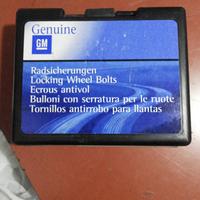 Genuine
GM
Radsicherungen
Locking Wheel Bolts
Ecrous antivol
Bulloni con serratura per le ruote
Tornillos antirrobo para llantas